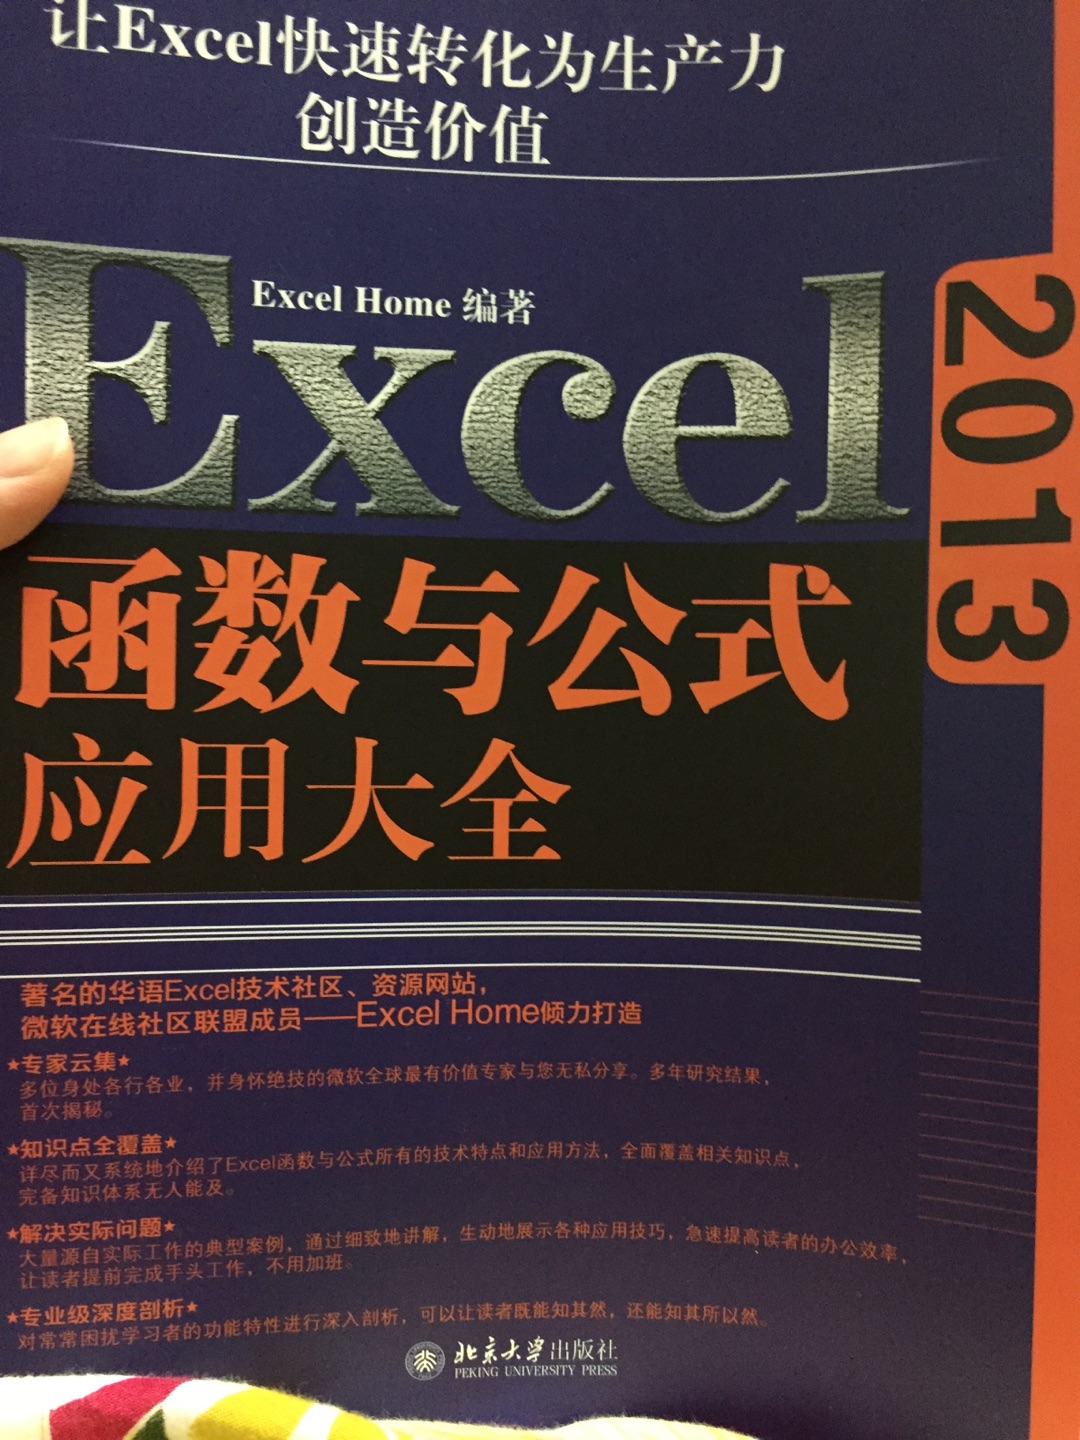 让Excel快速转化为生产力
创造价值
Excel Home 编著
Excel
2013
函数与公式
应用大全
著名的华语Excel技术社区、资源网站，
微软在线社区联盟成员——Excel Home倾力打造
★专家云集★
多位身处各行各业，并身怀绝技的微软全球最有价值专家与您无私分享。多年研究结果，
首次揭秘。
★知识点全覆盖★
详尽而又系统地介绍了Excel函数与公式所有的技术特点和应用方法，全面覆盖相关知识点，
完备知识体系无人能及。
★解决实际问题★
大量源自实际工作的典型案例，通过细致地讲解，生动地展示各种应用技巧，急速提高读者的办公效率，
让读者提前完成手头工作，不用加班。
★专业级深度剖析★
对常常困扰学习者的功能特性进行深入剖析，可以让读者既能知其然，还能知其所以然。
北京大学出版社
PEKING UNIVERSITY PRESS